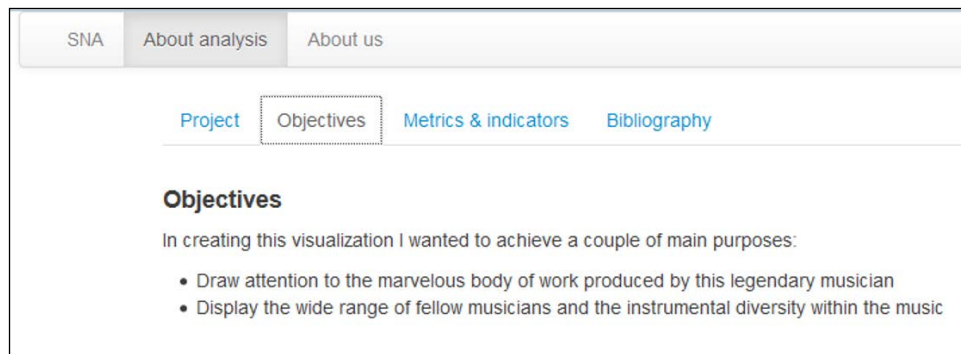 SNA About analysis About us
Project Objectives Metrics & indicators Bibliography
Objectives
In creating this visualization I wanted to achieve a couple of main purposes:
• Draw attention to the marvelous body of work produced by this legendary musician
• Display the wide range of fellow musicians and the instrumental diversity within the music